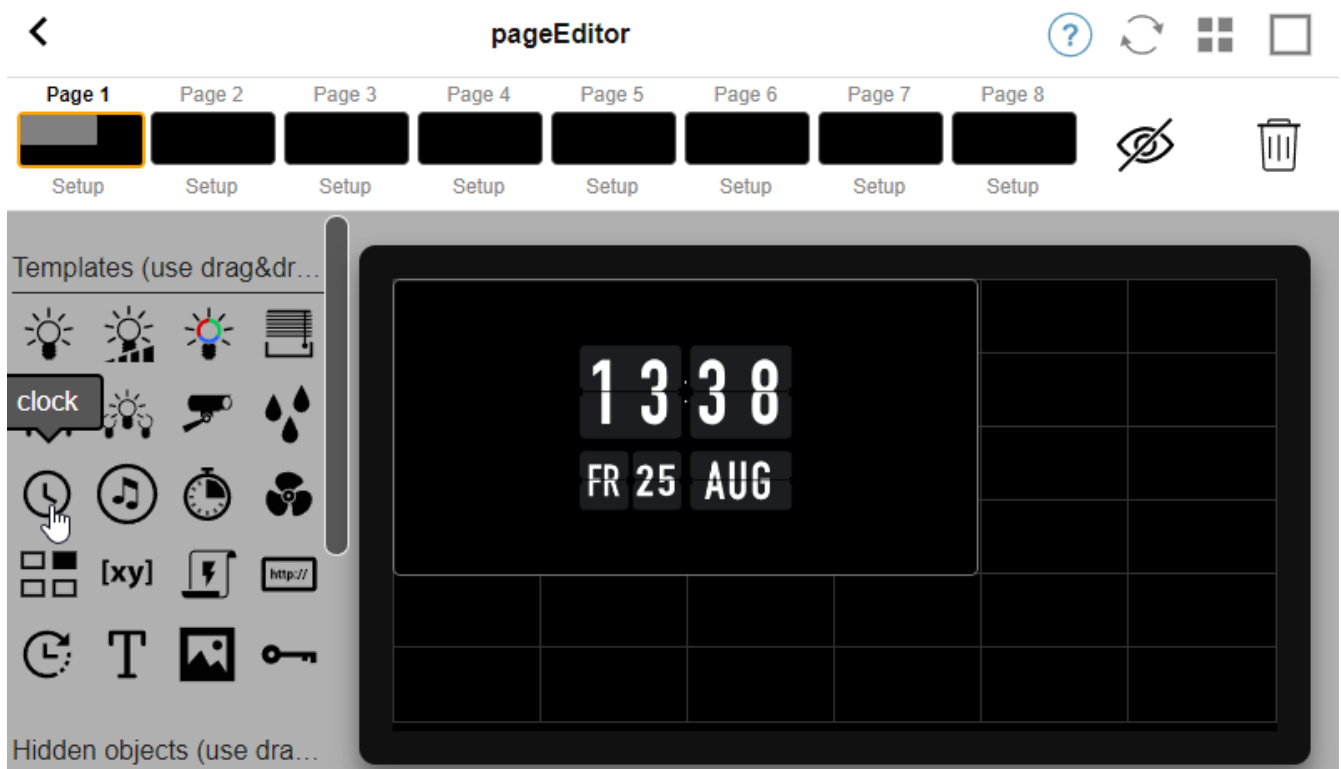 pageEditor
?
Page 1 Page 2 Page 3 Page 4 Page 5 Page 6 Page 7 Page 8
Setup Setup Setup Setup Setup Setup Setup Setup
Templates (use drag&dr...
clock
[xy]
http://
T
Hidden objects (use dra...
13:38
FR 25 AUG